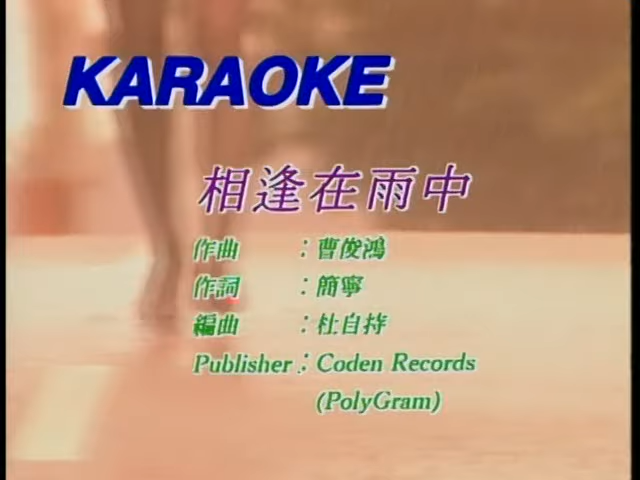 KARAOKE
相逢在雨中
作曲 ：曹俊鴻
作詞 ：簡寧
編曲 ：杜自持
Publisher：Coden Records
(PolyGram)